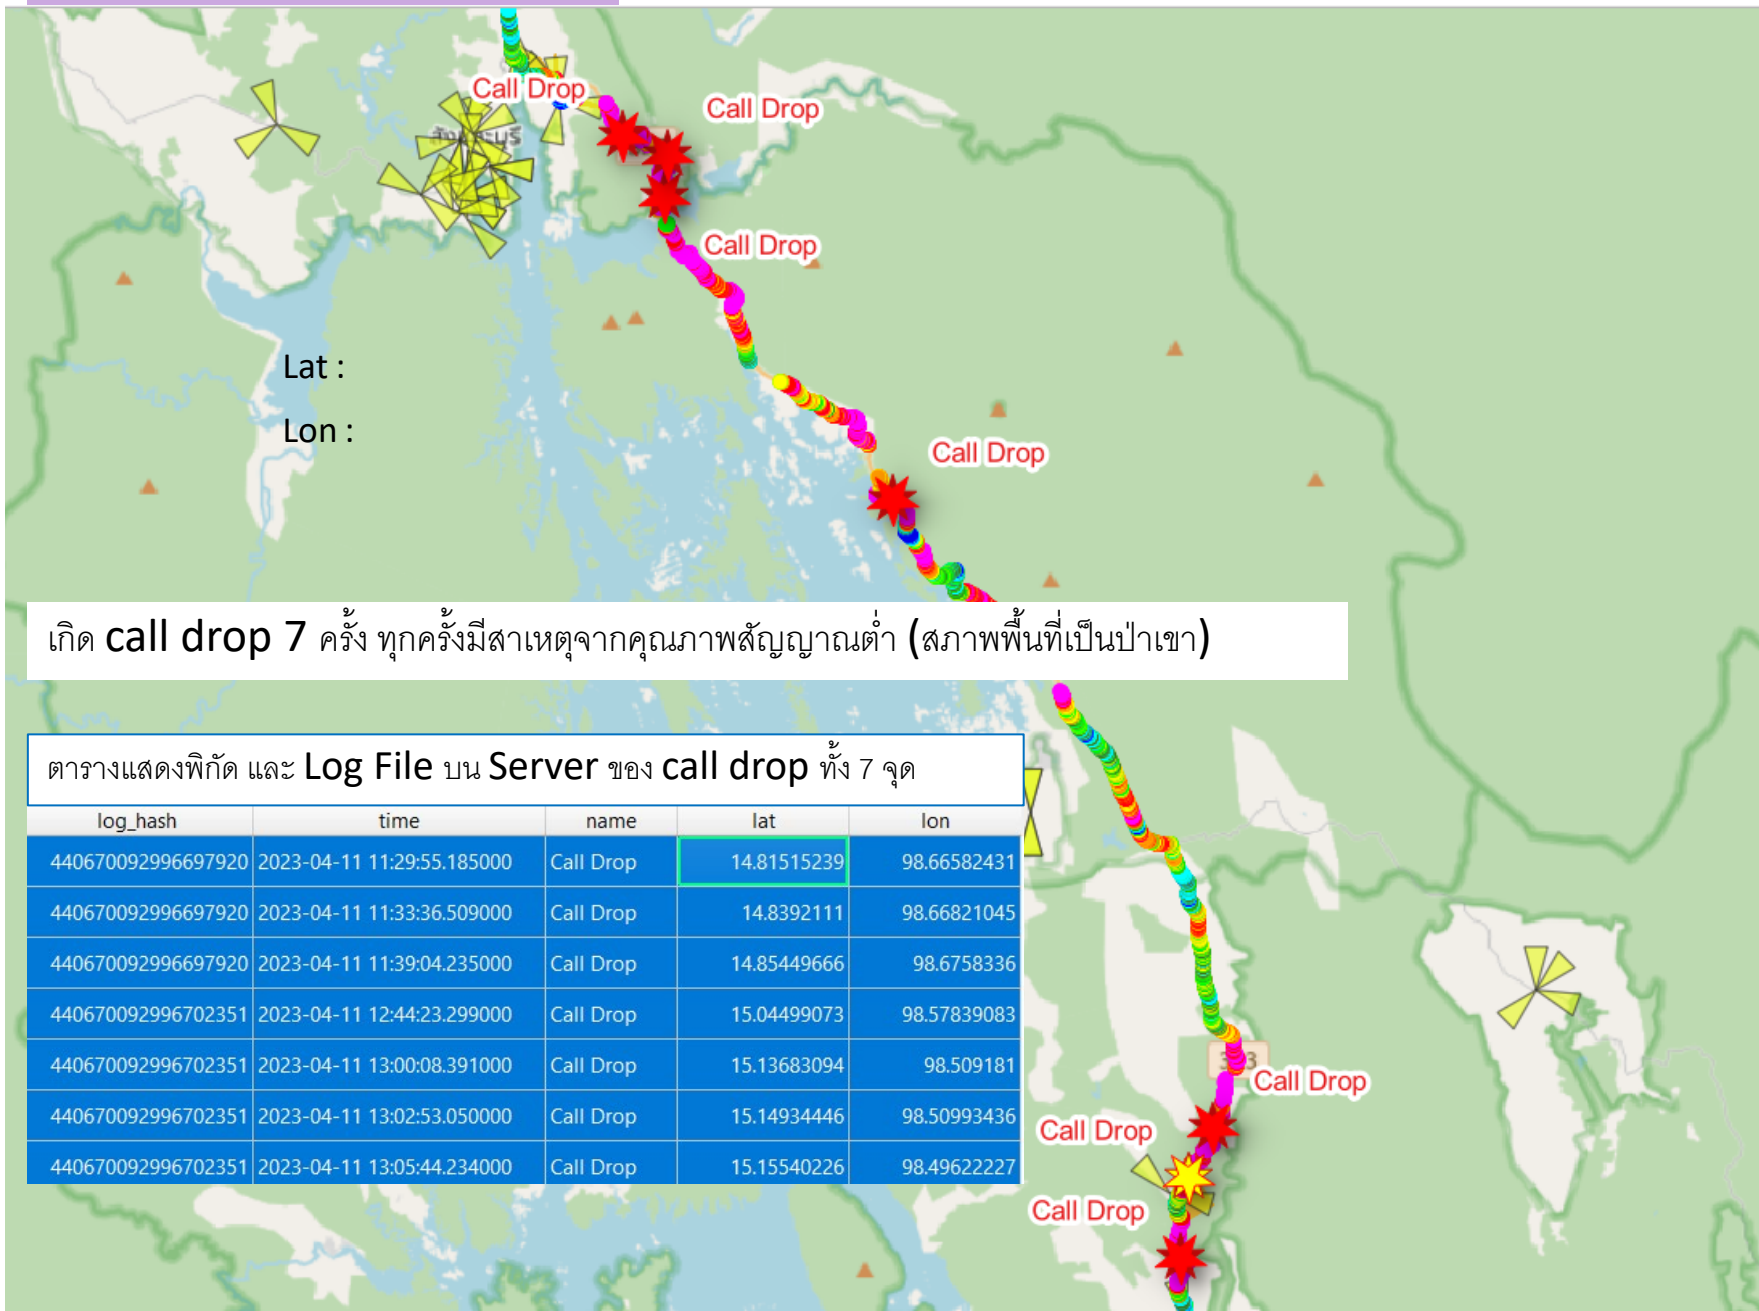 Call Drop
Call Drop
Call Drop
Lat :
Lon :
Call Drop
เกิด call drop 7 ครั้ง ทุกครั้งมีสาเหตุจากคุณภาพสัญญาณต่ำ (สภาพพื้นที่เป็นป่าเขา)
ตารางแสดงพิกัด และ Log File บน Server ของ call drop ทั้ง 7 จุด
log_hash time name lat lon
440670092996697920 2023-04-11 11:29:55.185000 Call Drop 14.81515239 98.66582431
440670092996697920 2023-04-11 11:33:36.509000 Call Drop 14.8392111 98.66821045
440670092996697920 2023-04-11 11:39:04.235000 Call Drop 14.85449666 98.6758336
440670092996702351 2023-04-11 12:44:23.299000 Call Drop 15.04499073 98.57839083
440670092996702351 2023-04-11 13:00:08.391000 Call Drop 15.13683094 98.509181
440670092996702351 2023-04-11 13:02:53.050000 Call Drop 15.14934446 98.50993436
440670092996702351 2023-04-11 13:05:44.234000 Call Drop 15.15540226 98.49622227
Call Drop
Call Drop
Call Drop